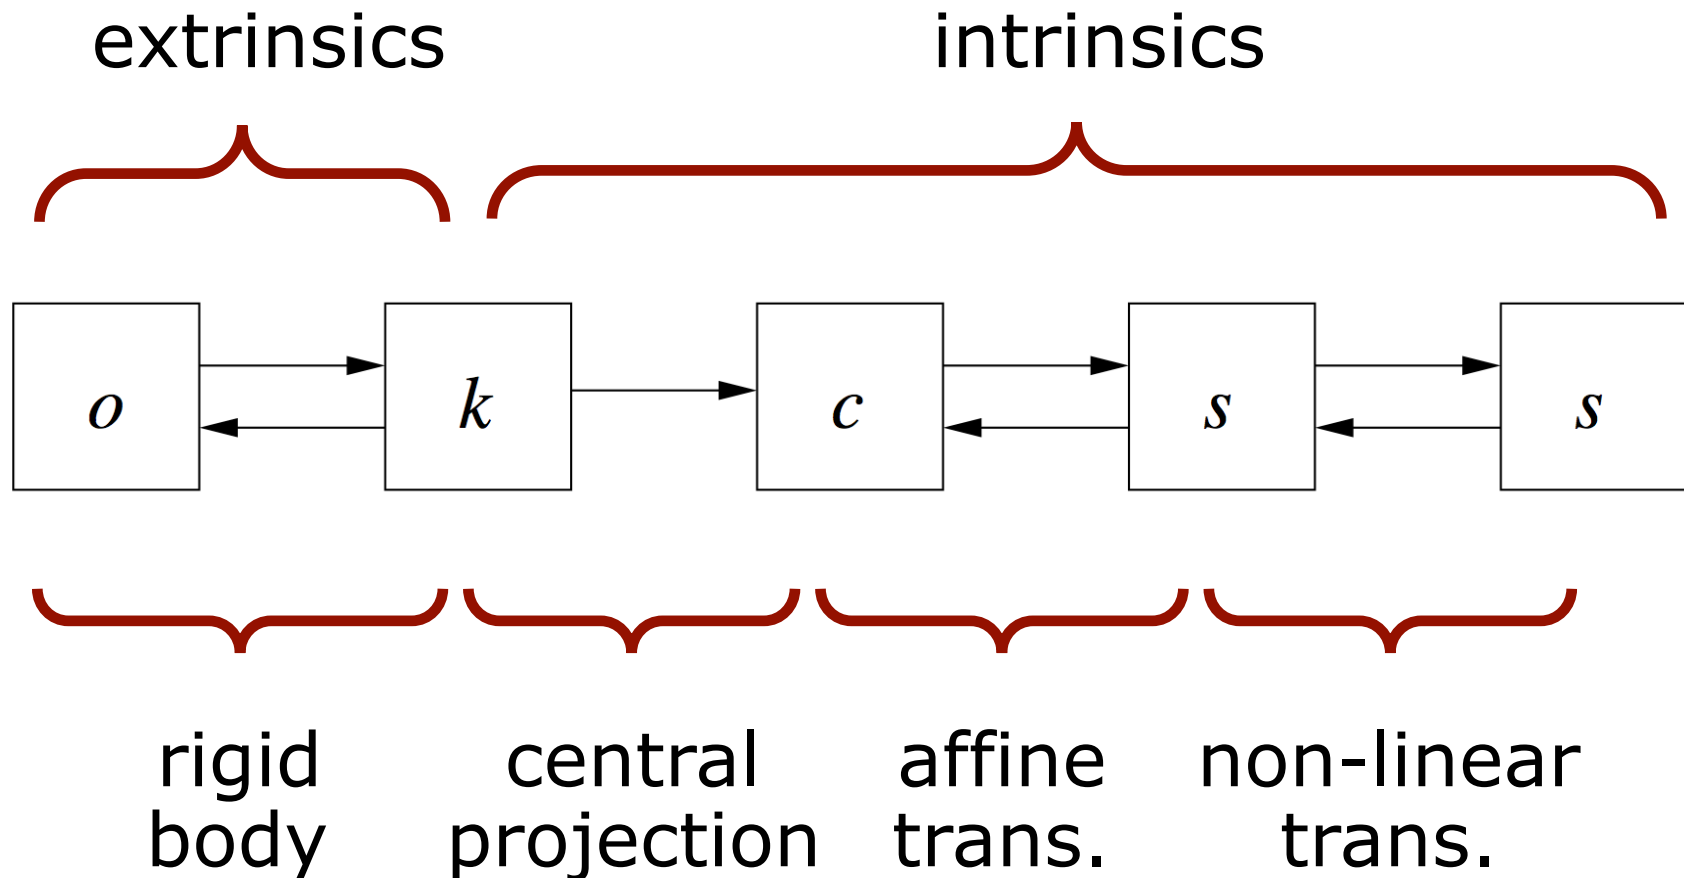 extrinsics intrinsics
o k c s s
rigid central affine non-linear
body projection trans. trans.